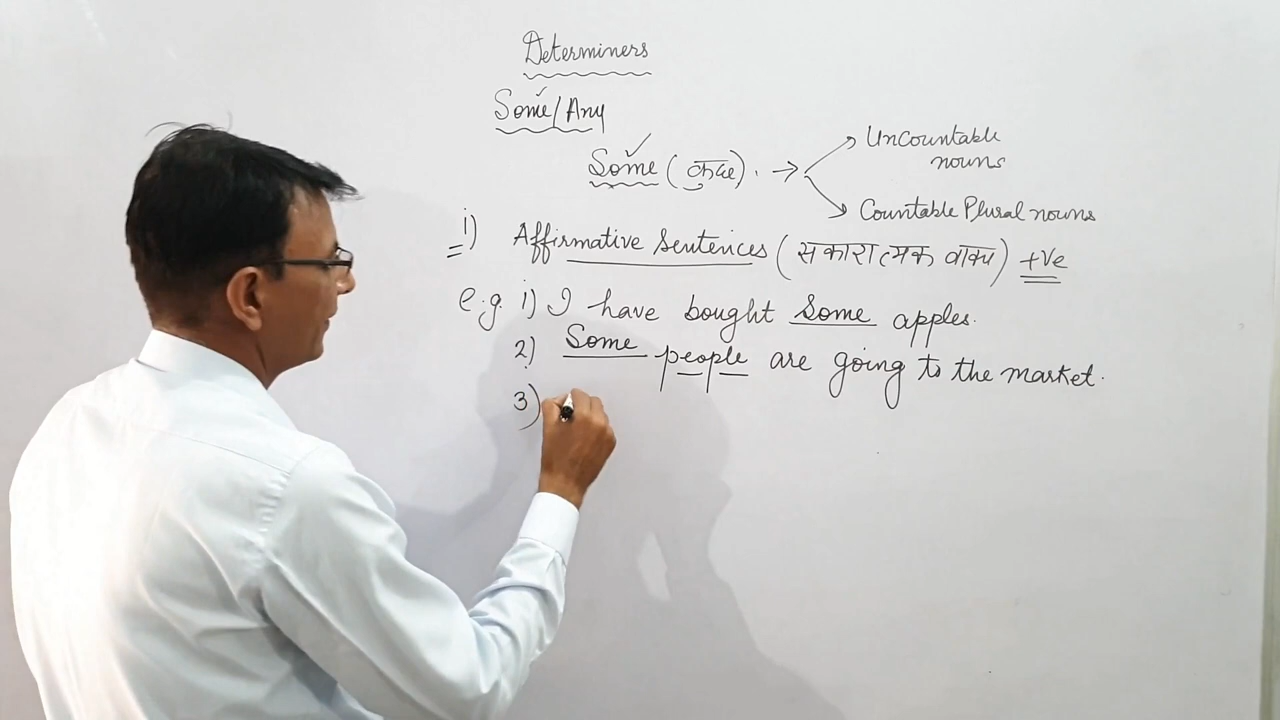 Determiners
Some/Any
Some ( ) . → Uncountable nouns
Countable Plural nouns
i) Affirmative Sentences (सकारात्मक वाक्य) +ve
e.g. 1) I have bought Some apples.
2) Some people are going to the market.
3)